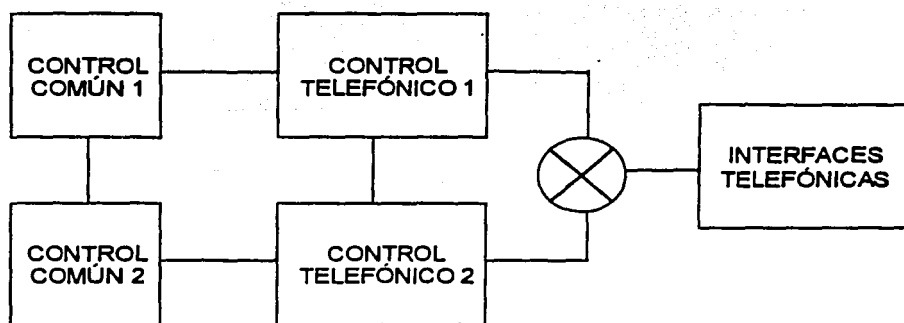 CONTROL
COMÚN 1
CONTROL
TELEFÓNICO 1
INTERFACES
TELEFÓNICAS
CONTROL
COMÚN 2
CONTROL
TELEFÓNICO 2